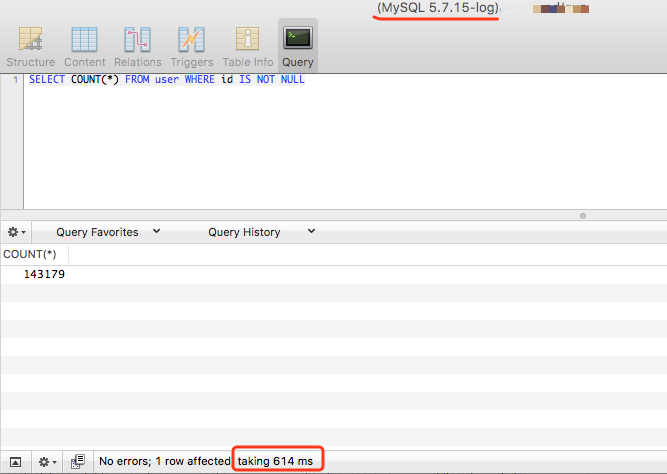 (MySQL 5.7.15-log)
Structure Content Relations Triggers Table Info Query
1 SELECT COUNT(*) FROM user WHERE id IS NOT NULL
Query Favorites Query History
COUNT(*)
143179
No errors; 1 row affected taking 614 ms